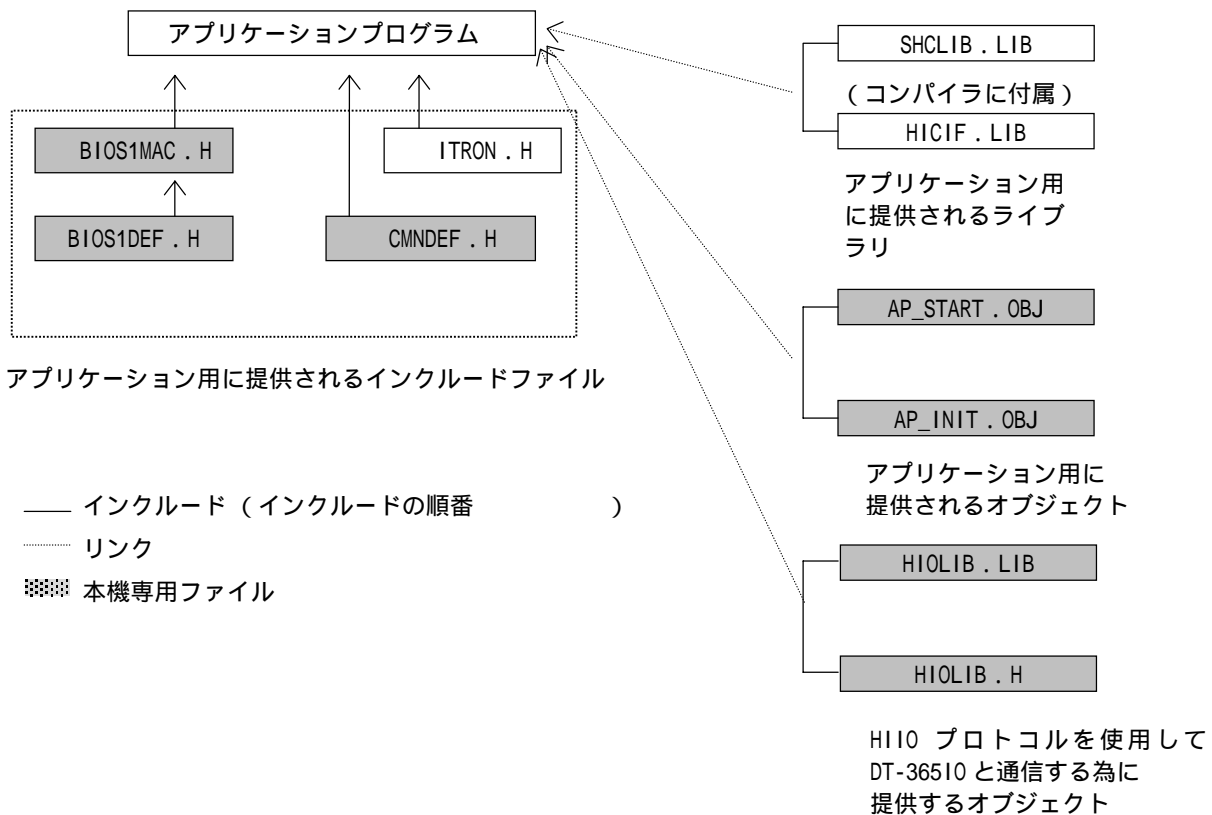 アプリケーションプログラム
BIOS1MAC.H
ITRON.H
BIOS1DEF.H
CMNDEF.H
アプリケーション用に提供されるインクルードファイル
インクルード(インクルードの順番 )
リンク
本機専用ファイル
SHCLIB.LIB
(コンパイラに付属)
HICIF.LIB
アプリケーション用
に提供されるライブ
ラリ
AP_START.OBJ
AP_INIT.OBJ
アプリケーション用に
提供されるオブジェクト
HIOLIB.LIB
HIOLIB.H
HIIO プロトコルを使用して
DT-365IO と通信する為に
提供するオブジェクト